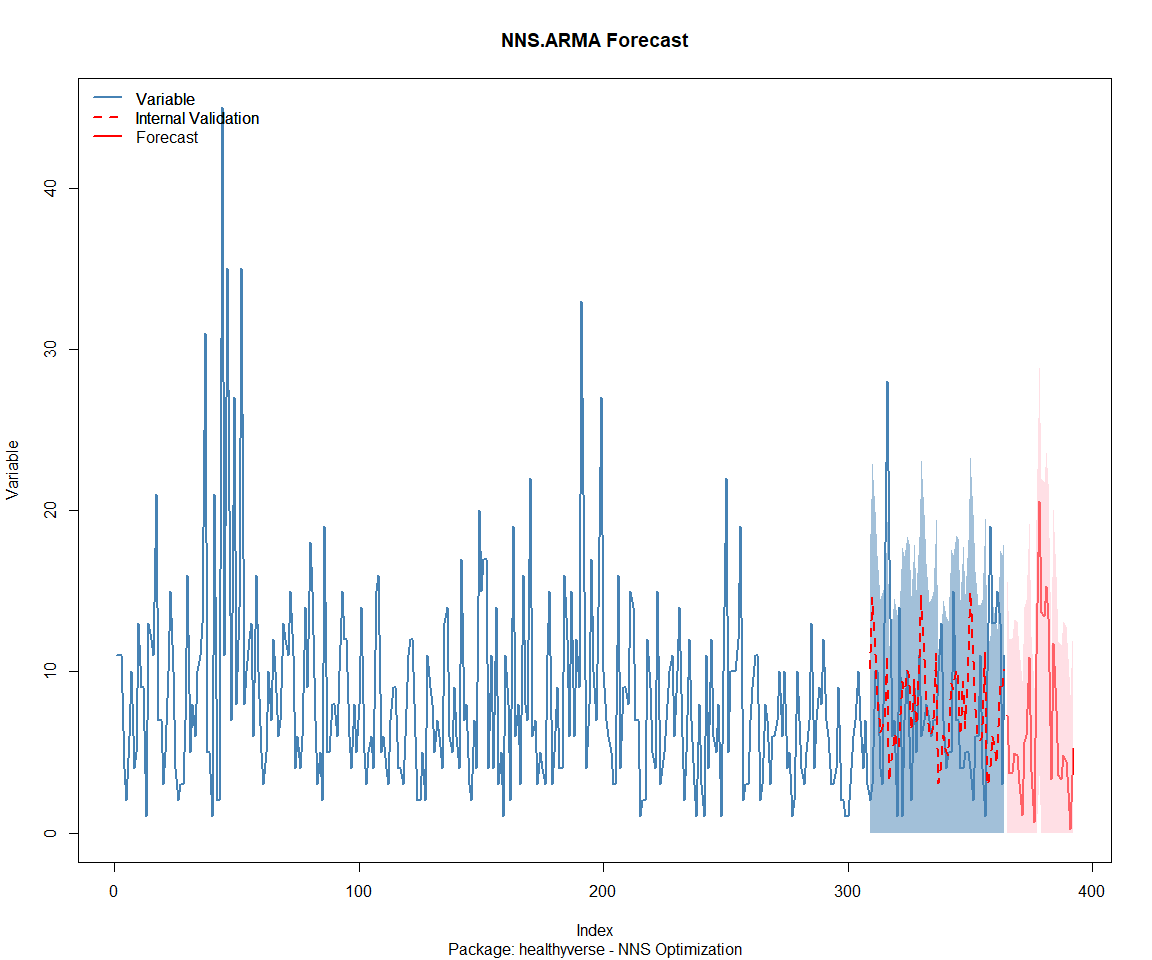 NNS.ARMA Forecast
Variable
Internal Validation
Forecast
40
30
20
10
0
Variable
0 100 200 300 400
Index
Package: healthyverse - NNS Optimization